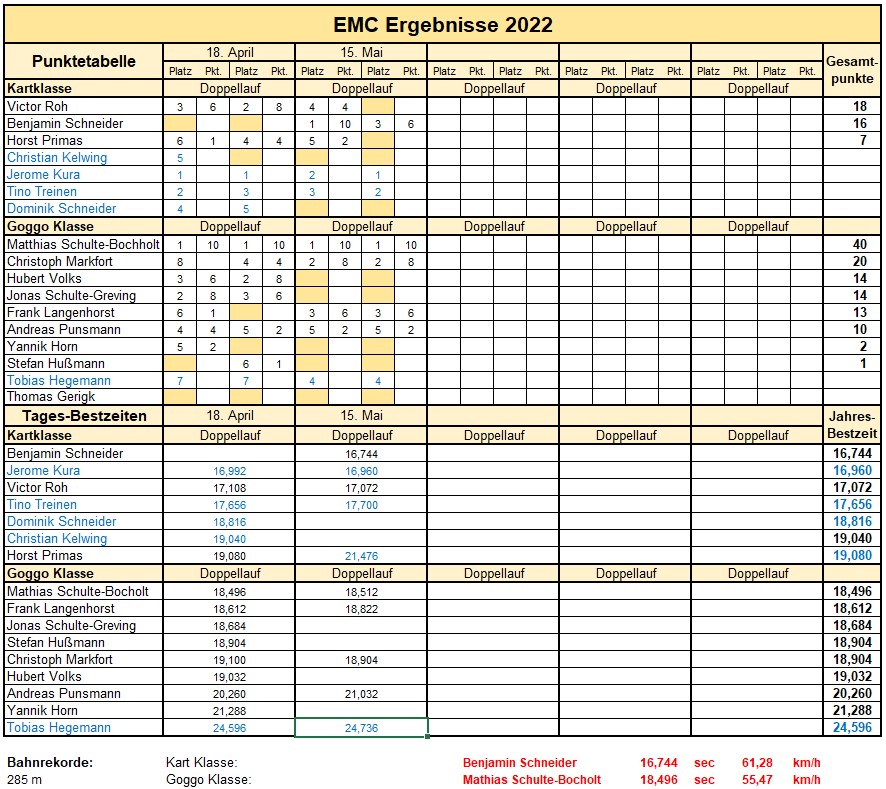 EMC Ergebnisse 2022
Punktetabelle 18. April 15. Mai Gesamt-punkte
Platz Pkt. Platz Pkt. Platz Pkt. Platz Pkt. Platz Pkt. Platz Pkt. Platz Pkt. Platz Pkt. Platz Pkt. Platz Pkt.
Kartklasse Doppellauf Doppellauf Doppellauf Doppellauf Doppellauf
Victor Roh 3 6 2 8 4 4 18
Benjamin Schneider 1 10 3 6 16
Horst Primas 6 1 4 4 5 2 7
Christian Kelwing 5
Jerome Kura 1 1 2 1
Tino Treinen 2 3 3 2
Dominik Schneider 4 5
Goggo Klasse Doppellauf Doppellauf Doppellauf Doppellauf Doppellauf
Matthias Schulte-Bochholt 1 10 1 10 1 10 1 10 40
Christoph Markfort 8 4 4 2 8 2 8 20
Hubert Volks 3 6 2 8 14
Jonas Schulte-Greving 2 8 3 6 14
Frank Langenhorst 6 1 3 6 3 6 13
Andreas Punsmann 4 4 5 2 5 2 5 2 10
Yannik Horn 5 2 2
Stefan Hußmann 6 1 1
Tobias Hegemann 7 7 4 4
Thomas Gerigk
Tages-Bestzeiten 18. April 15. Mai Jahres-Bestzeit
Kartklasse Doppellauf Doppellauf Doppellauf Doppellauf Doppellauf
Benjamin Schneider 16,744 16,744
Jerome Kura 16,992 16,960 16,960
Victor Roh 17,108 17,072 17,072
Tino Treinen 17,656 17,700 17,656
Dominik Schneider 18,816 18,816
Christian Kelwing 19,040 19,040
Horst Primas 19,080 21,476 19,080
Goggo Klasse Doppellauf Doppellauf Doppellauf Doppellauf Doppellauf
Mathias Schulte-Bocholt 18,496 18,512 18,496
Frank Langenhorst 18,612 18,822 18,612
Jonas Schulte-Greving 18,684 18,684
Stefan Hußmann 18,904 18,904
Christoph Markfort 19,100 18,904 18,904
Hubert Volks 19,032 19,032
Andreas Punsmann 20,260 21,032 20,260
Yannik Horn 21,288 21,288
Tobias Hegemann 24,596 24,736 24,596
Bahnrekorde: Kart Klasse: Benjamin Schneider 16,744 sec 61,28 km/h
285 m Goggo Klasse: Mathias Schulte-Bocholt 18,496 sec 55,47 km/h